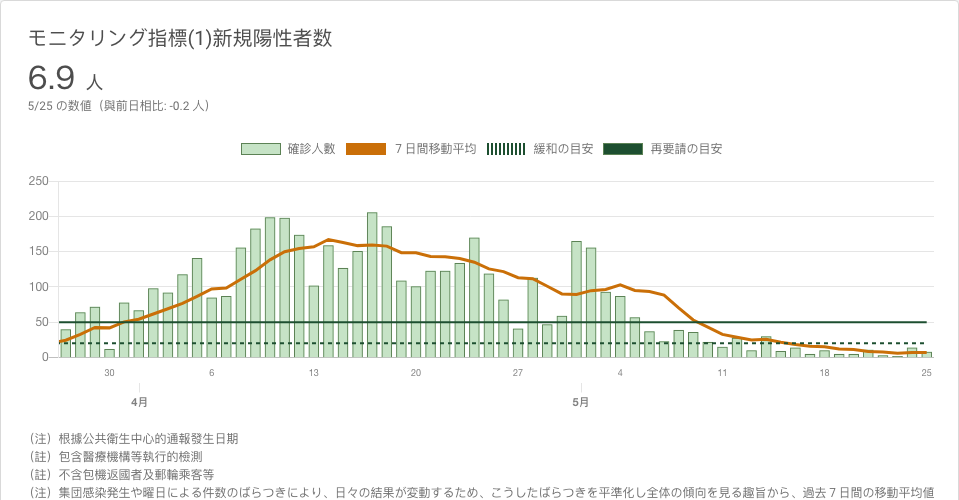 モニタリング指標(1)新規陽性者数
6.9 人
5/25 の数値（與前日相比: -0.2 人）
確診人數 7 日間移動平均 緩和の目安 再要請の目安
250
200
150
100
50
0
30 6 13 20 27 4 11 18 25
4月 5月
（注）根據公共衛生中心的通報發生日期
（註）包含醫療機構等執行的檢測
（註）不含包機返國者及郵輪乘客等
（注）集団感染発生や曜日による件数のばらつきにより、日々の結果が変動するため、こうしたばらつきを平準化し全体の傾向を見る趣旨から、過去７日間の移動平均値